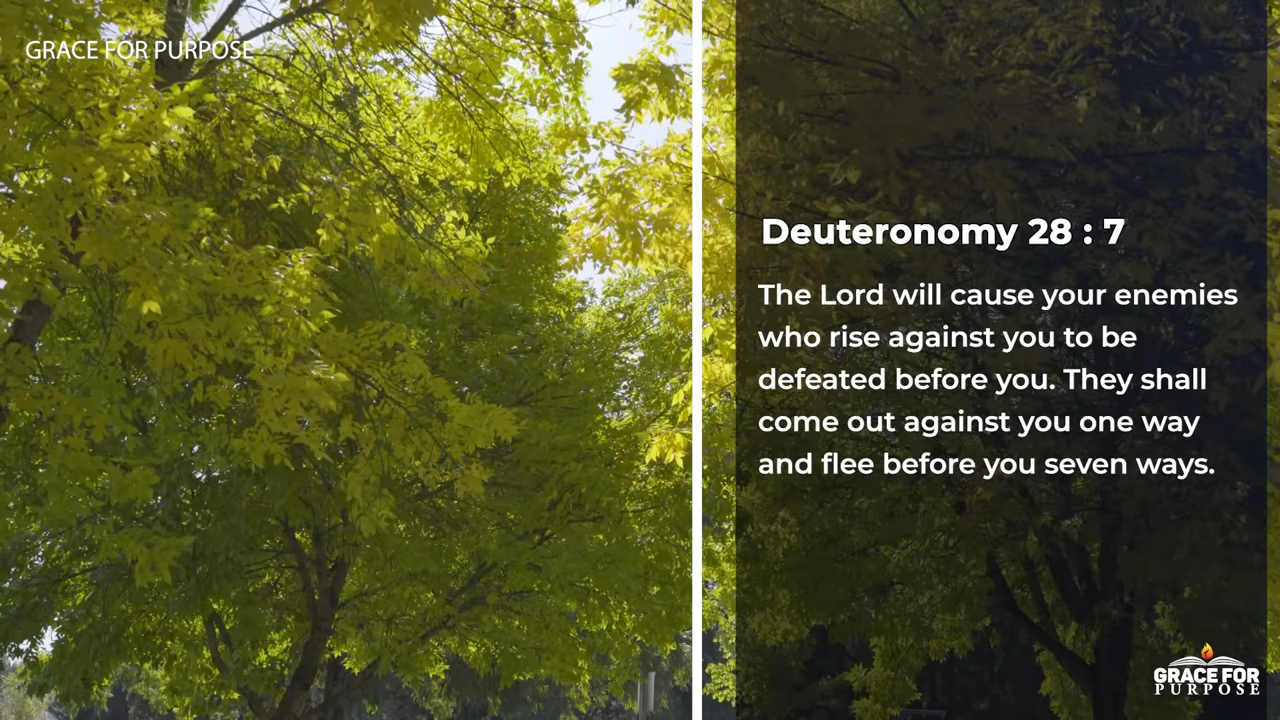 GRACE FOR PURPOSE
Deuteronomy 28 : 7
The Lord will cause your enemies
who rise against you to be
defeated before you. They shall
come out against you one way
and flee before you seven ways.
GRACE FOR
PURPOSE